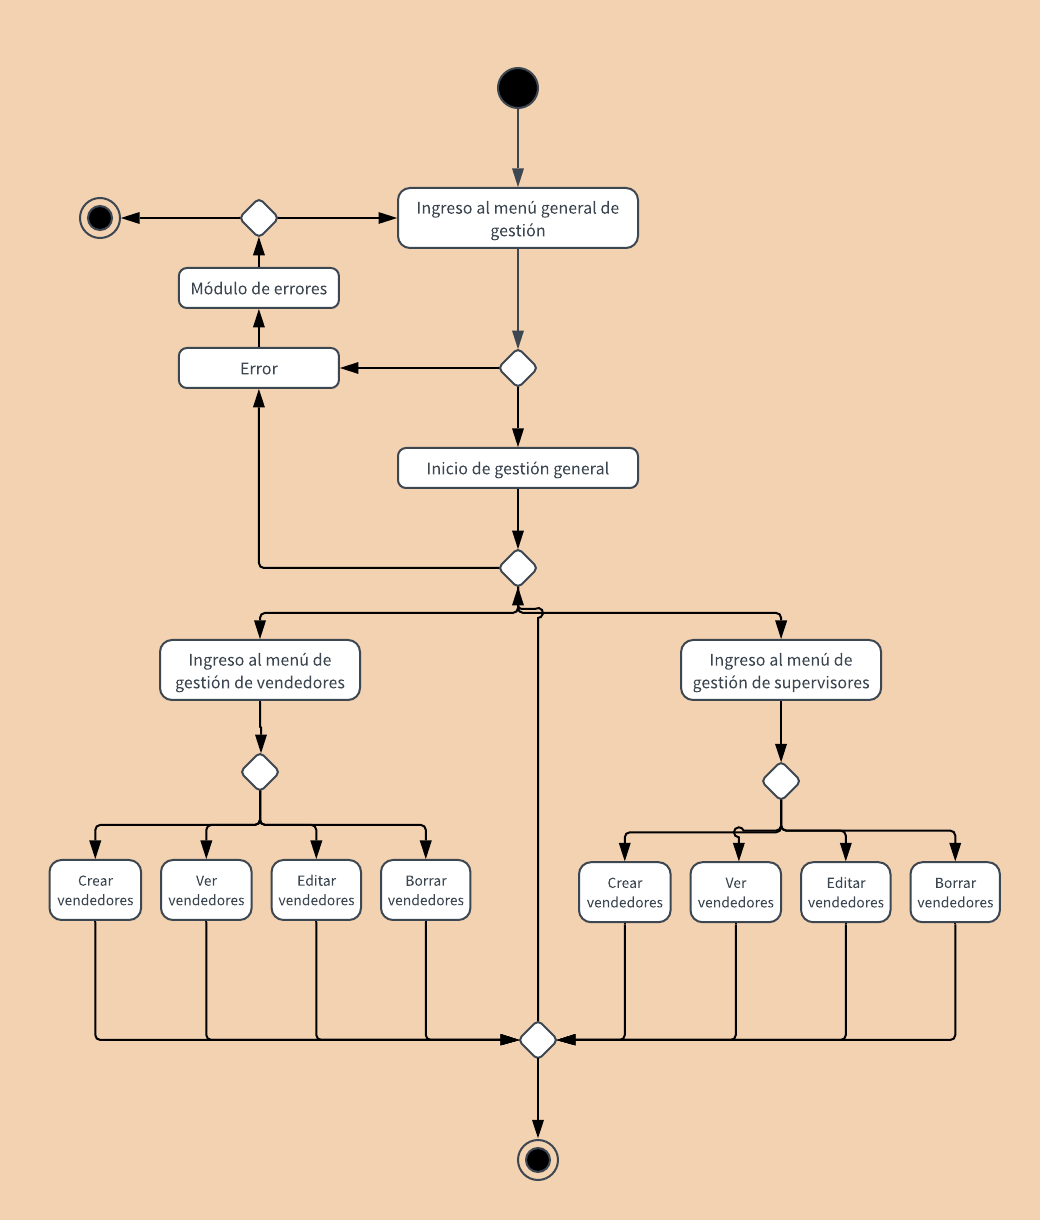 Ingreso al menú general de
gestión
Módulo de errores
Error
Inicio de gestión general
Ingreso al menú de
gestión de vendedores
Ingreso al menú de
gestión de supervisores
Crear
vendedores
Ver
vendedores
Editar
vendedores
Borrar
vendedores
Crear
vendedores
Ver
vendedores
Editar
vendedores
Borrar
vendedores